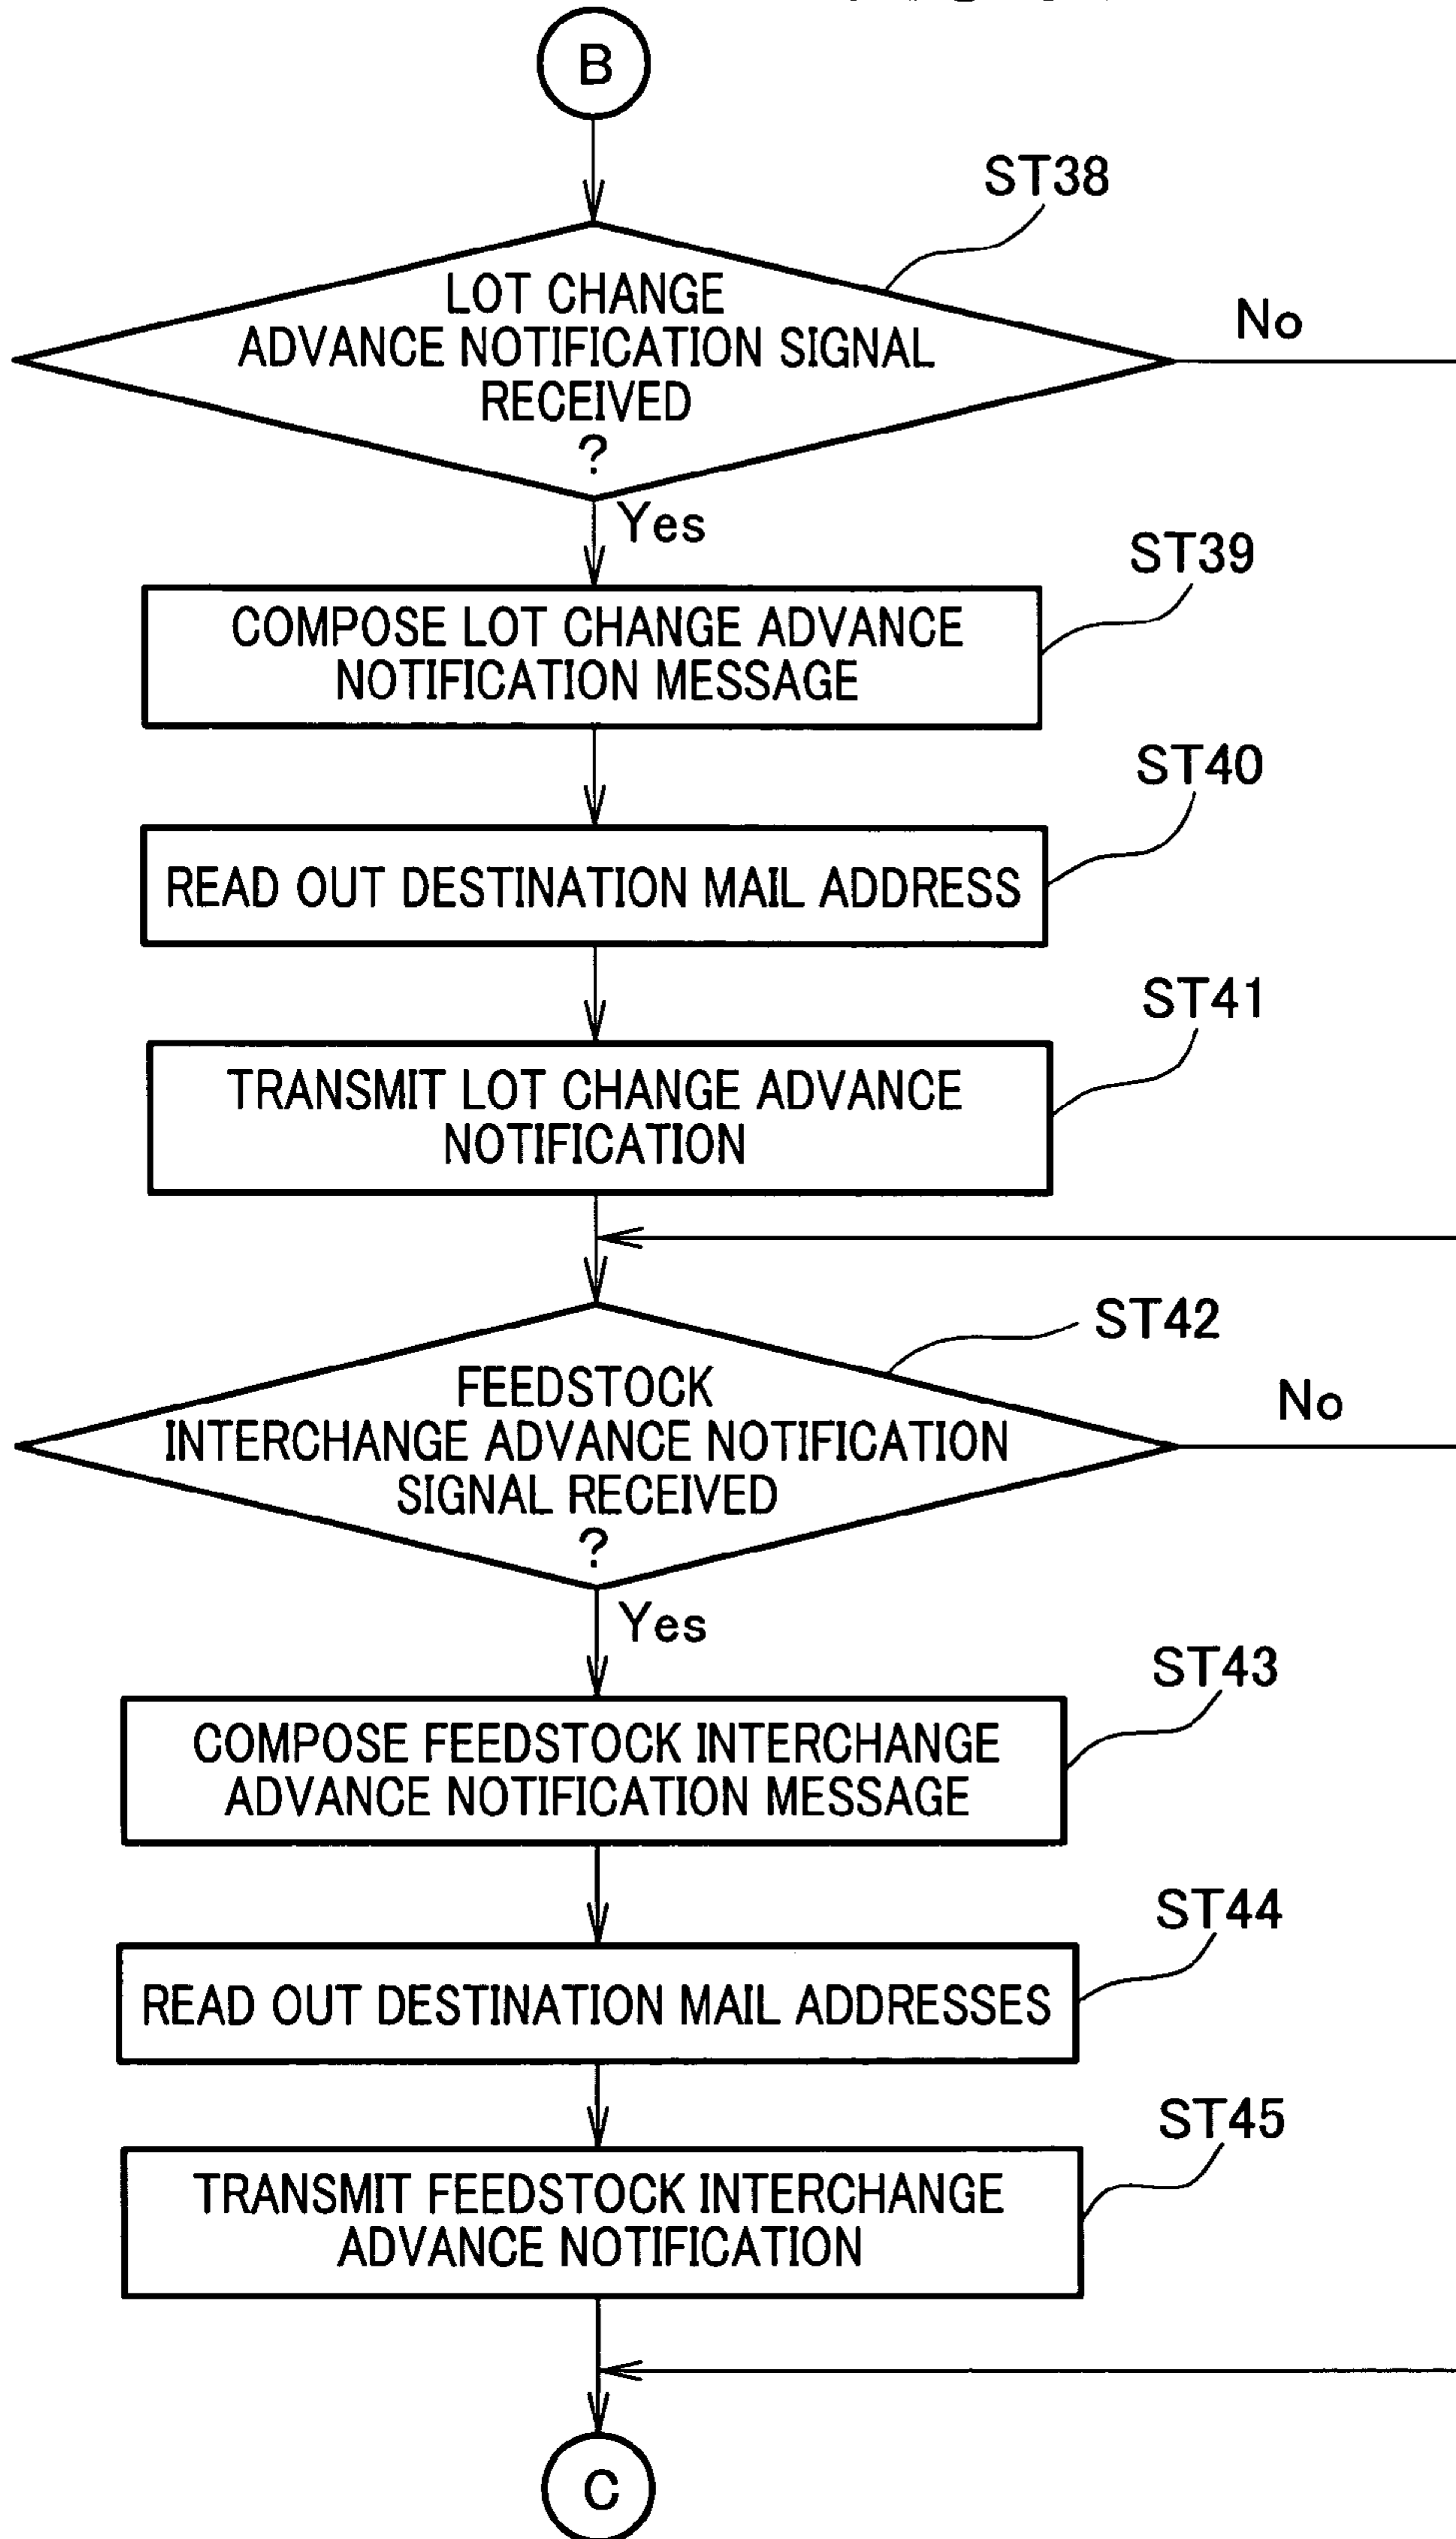 B
ST38
LOT CHANGE
ADVANCE NOTIFICATION SIGNAL
RECEIVED
?
No
Yes
ST39
COMPOSE LOT CHANGE ADVANCE
NOTIFICATION MESSAGE
ST40
READ OUT DESTINATION MAIL ADDRESS
ST41
TRANSMIT LOT CHANGE ADVANCE
NOTIFICATION
ST42
FEEDSTOCK
INTERCHANGE ADVANCE NOTIFICATION
SIGNAL RECEIVED
?
No
Yes
ST43
COMPOSE FEEDSTOCK INTERCHANGE
ADVANCE NOTIFICATION MESSAGE
ST44
READ OUT DESTINATION MAIL ADDRESSES
ST45
TRANSMIT FEEDSTOCK INTERCHANGE
ADVANCE NOTIFICATION
C